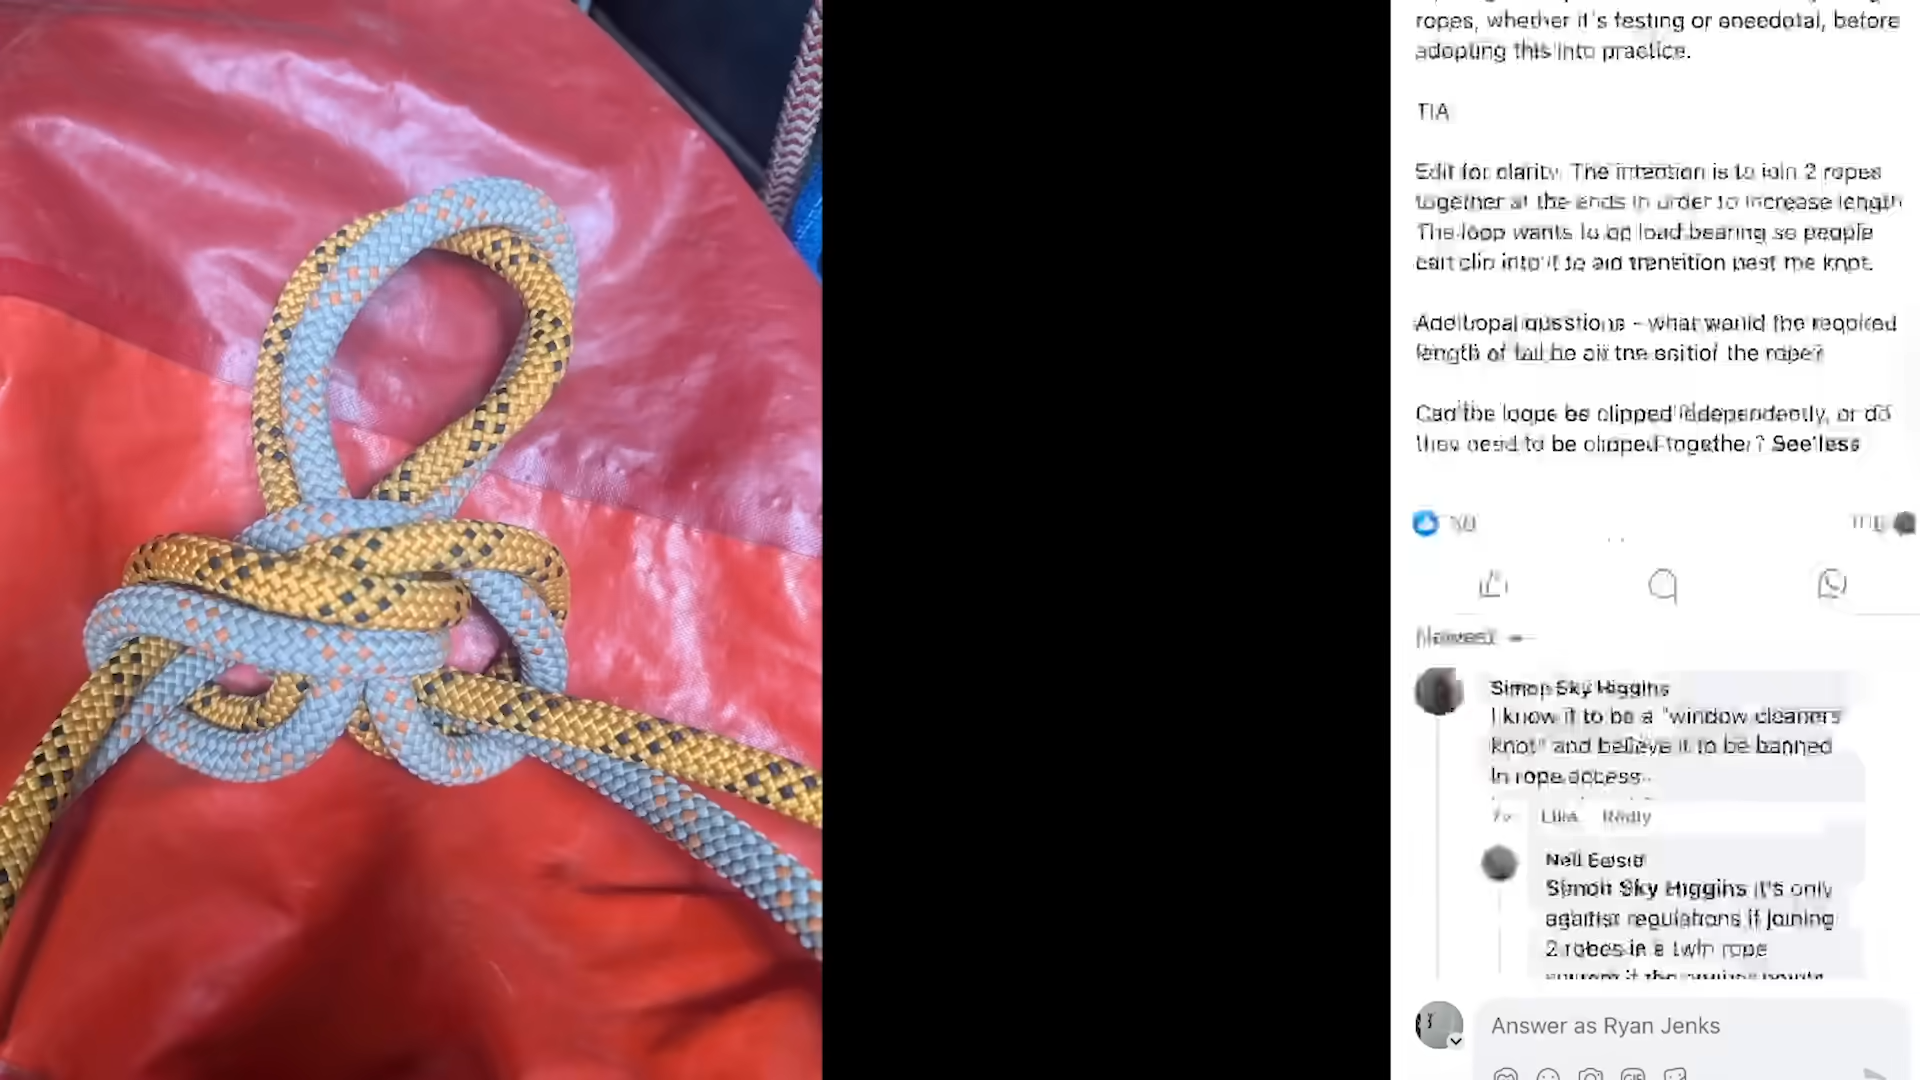 ropes, whether it's testing or anecdotal, before
adopting this into practice.
TIA
Edit for clarity. The intention is to join 2 ropes
together at the ends in order to increase length
The loop wants to be load bearing so people
can clip into it to aid transition past the knot.
Additional questions - what would the required
length of tail be on the end of the rope?
Can the loops be clipped independently, or do
they need to be clipped together? See less
Newest
Simon Sky Higgins
I know it to be a "window cleaners
knot" and believe it to be banned
in rope access
Like Reply
Neil
Simon Sky Higgins it's only
against regulations if joining
2 ropes in a twin rope
Answer as Ryan Jenks
GIF